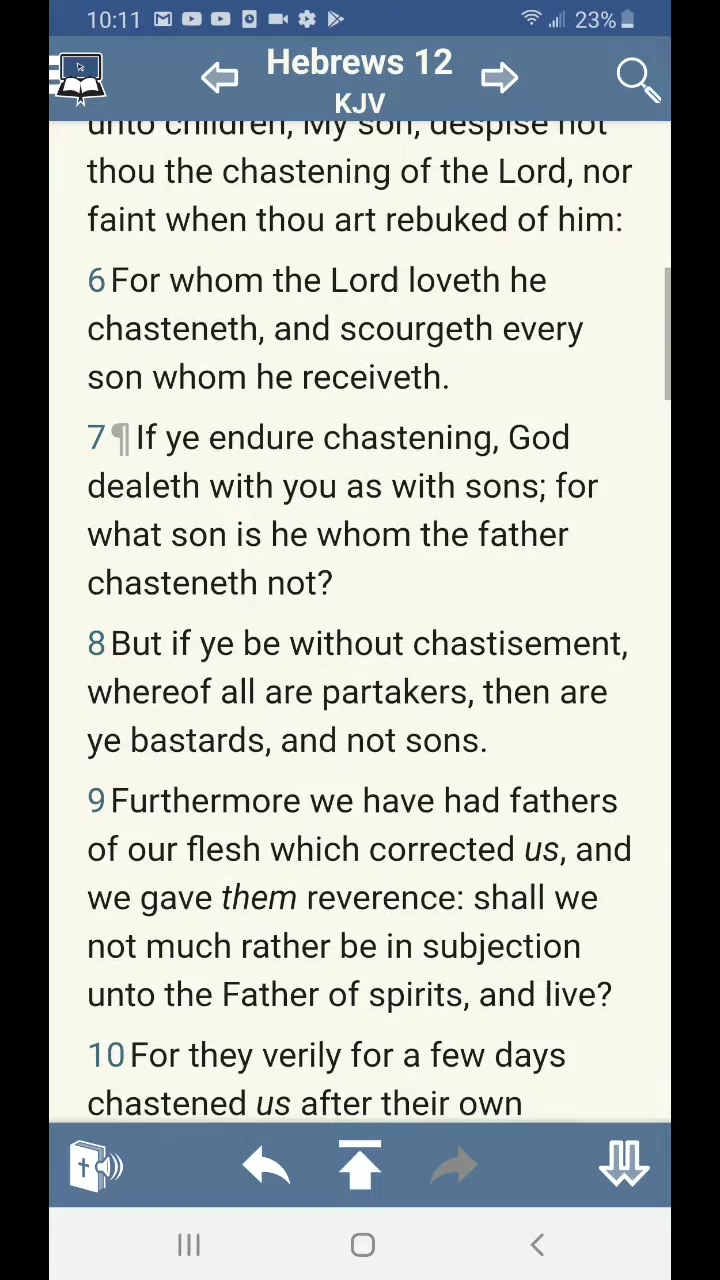 10:11 23%
Hebrews 12
KJV
unto children, My son, despise not
thou the chastening of the Lord, nor
faint when thou art rebuked of him:
6 For whom the Lord loveth he
chasteneth, and scourgeth every
son whom he receiveth.
7 ¶ If ye endure chastening, God
dealeth with you as with sons; for
what son is he whom the father
chasteneth not?
8 But if ye be without chastisement,
whereof all are partakers, then are
ye bastards, and not sons.
9 Furthermore we have had fathers
of our flesh which corrected us, and
we gave them reverence: shall we
not much rather be in subjection
unto the Father of spirits, and live?
10 For they verily for a few days
chastened us after their own